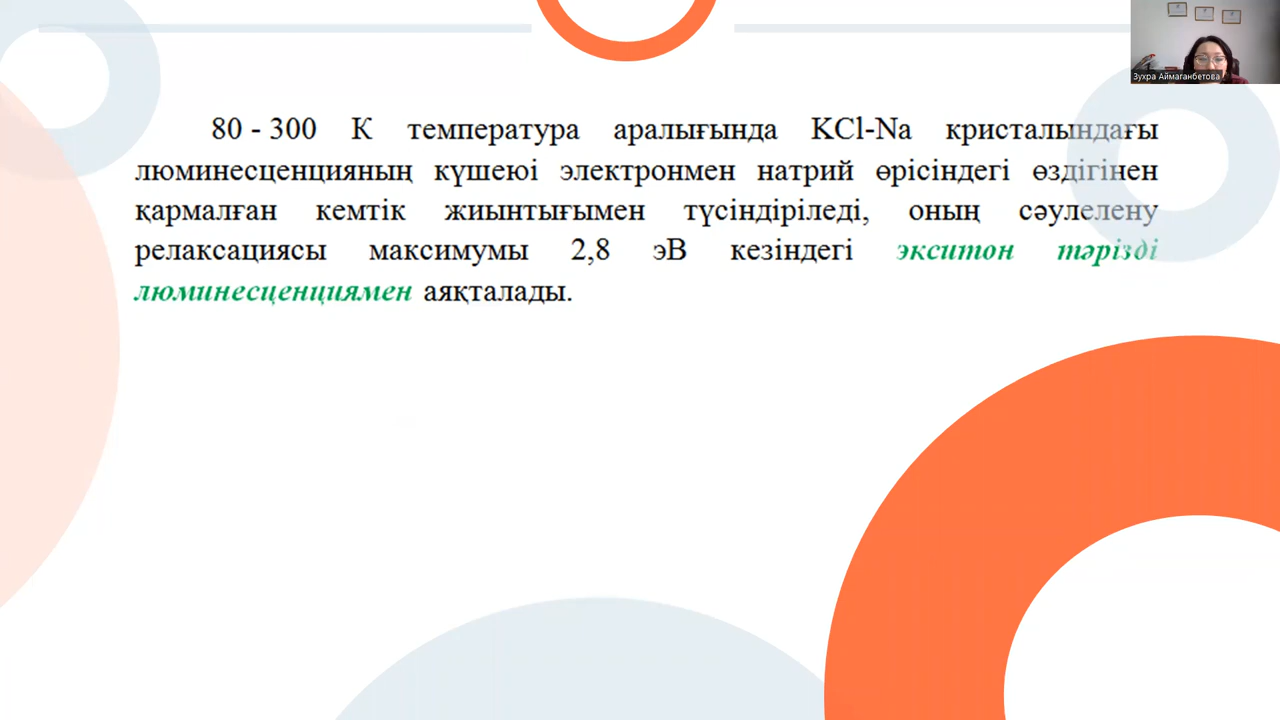 Зухра Аймаганбетова
80 - 300 К температура аралығында KCl-Na кристалындағы
люминесценцияның күшеюі электронмен натрий өрісіндегі өздігінен
қармалған кемтік жиынтығымен түсіндіріледі, оның сәулелену
релаксациясы максимумы 2,8 эВ кезіндегі экситон тәрізді
люминесценциямен аяқталады.